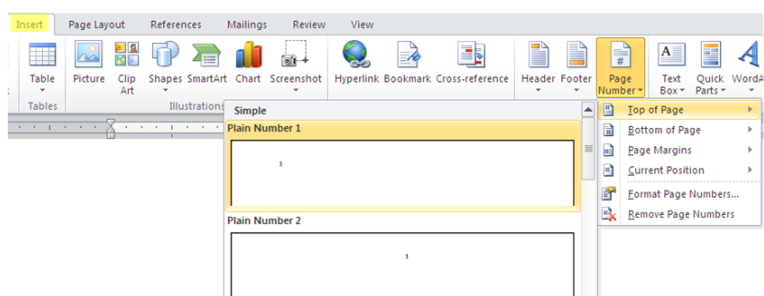 Insert Page Layout References Mailings Review View
Table Picture Clip Art Shapes SmartArt Chart Screenshot Hyperlink Bookmark Cross-reference Header Footer Page Number Text Box Quick Parts
Tables Illustrations
Simple
Plain Number 1
1
Plain Number 2
1
Top of Page
Bottom of Page
Page Margins
Current Position
Format Page Numbers...
Remove Page Numbers